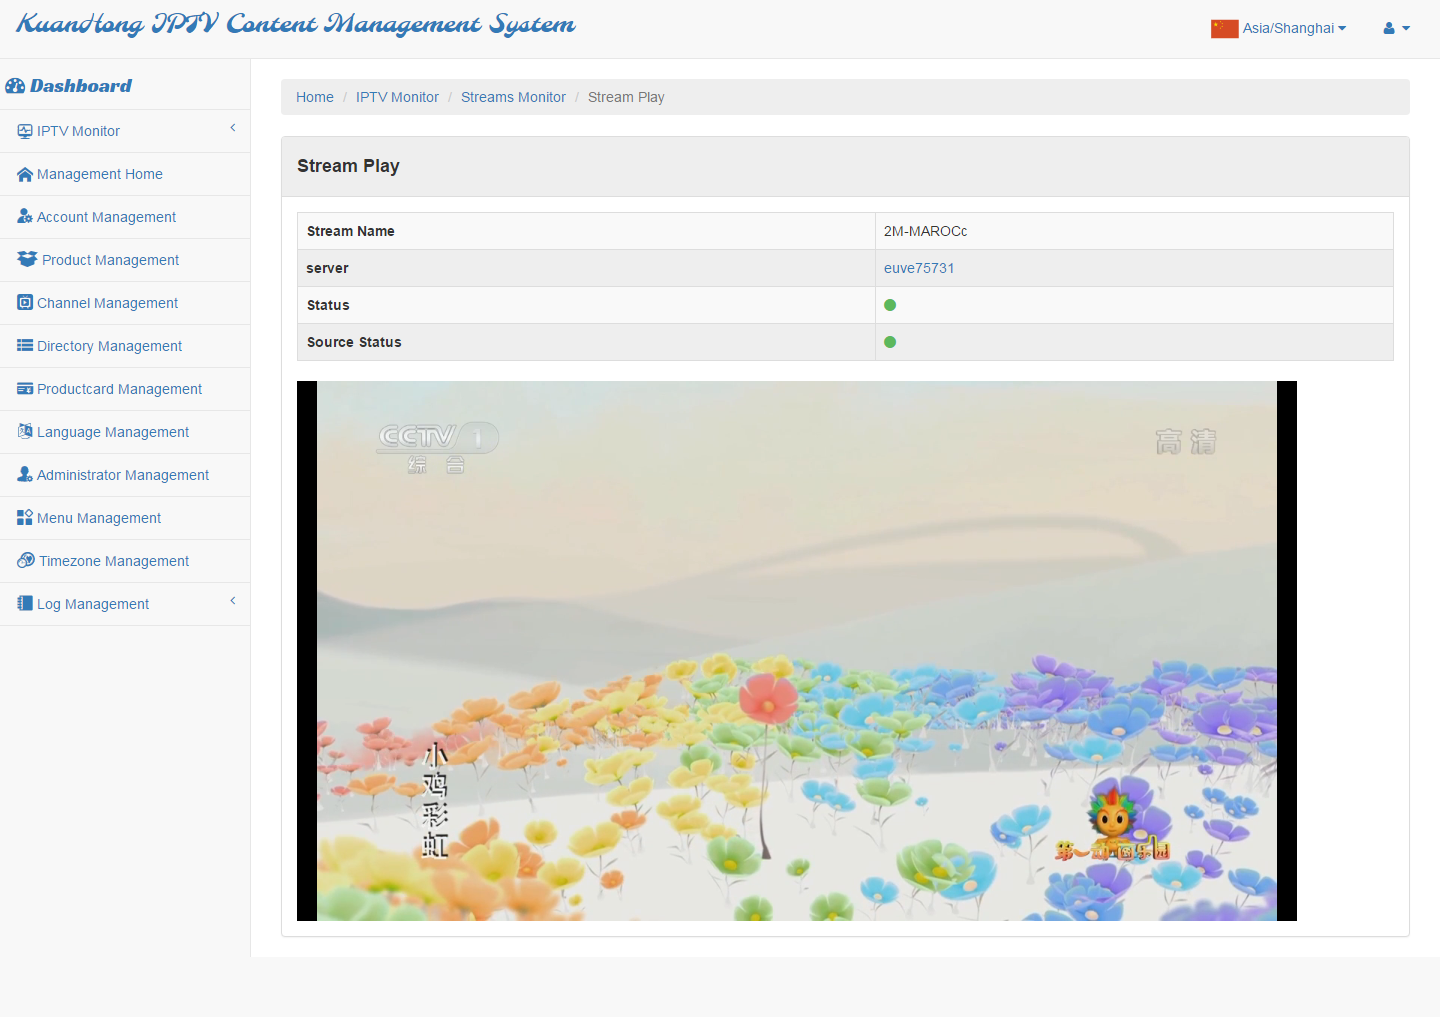 KuanHong IPTV Content Management System
Asia/Shanghai
Dashboard
IPTV Monitor
Management Home
Account Management
Product Management
Channel Management
Directory Management
Productcard Management
Language Management
Administrator Management
Menu Management
Timezone Management
Log Management
Home / IPTV Monitor / Streams Monitor / Stream Play
Stream Play
Stream Name 2M-MAROCc
server euve75731
Status
Source Status
CCTV 1
综合
高清
小鸡彩虹
第一动画乐园